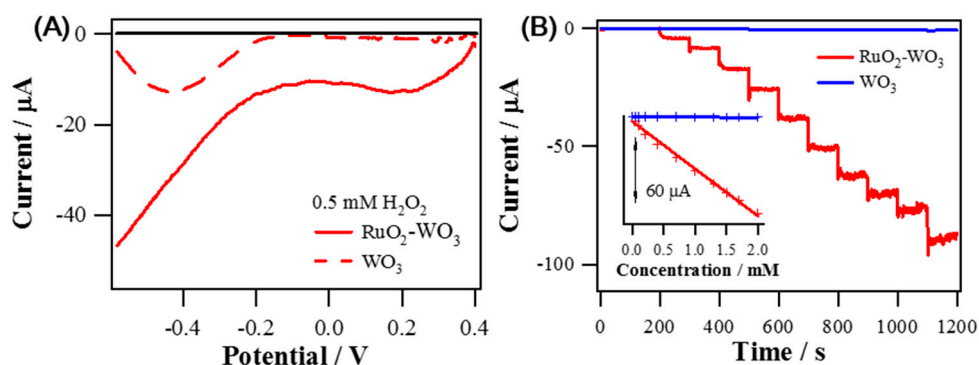 (A)
Current / μA
0
-20
-40
0.5 mM H₂O₂
RuO₂-WO₃
WO₃
-0.4
-0.2
0.0
0.2
0.4
Potential / V
(B)
Current / μA
0
-50
-100
RuO₂-WO₃
WO₃
60 μA
0.0 0.5 1.0 1.5 2.0
Concentration / mM
0 200 400 600 800 1000 1200
Time / s